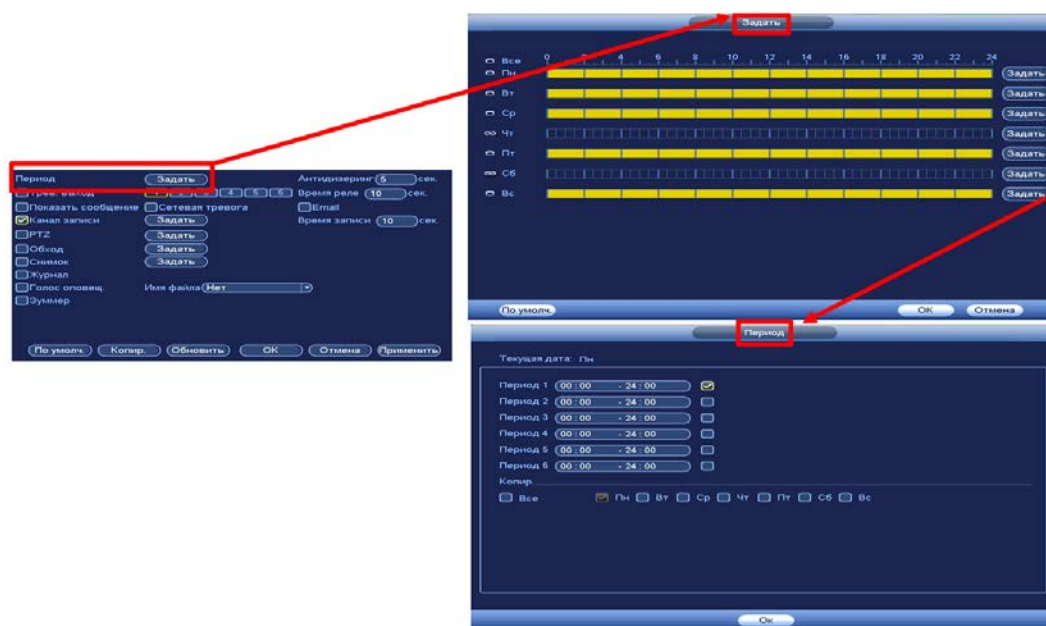 Задать
0 2 4 6 8 10 12 14 16 18 20 22 24
Все
Пн Задать
Вт Задать
Ср Задать
Чт Задать
Пт Задать
Сб Задать
Вс Задать
По умолч. ОК Отмена
Период Задать Антидизеринг 5 сек.
Трев. выход 4 5 6 Время реле 10 сек.
Показать сообщение Сетевая тревога Email
Канал записи Задать Время записи 10 сек.
PTZ Задать
Обход Задать
Снимок Задать
Журнал
Голос оповещ. Имя файла Нет
Зуммер
По умолч. Копир. Обновить ОК Отмена Применить
Период
Текущая дата: Пн
Период 1 00 : 00 - 24 : 00
Период 2 00 : 00 - 24 : 00
Период 3 00 : 00 - 24 : 00
Период 4 00 : 00 - 24 : 00
Период 5 00 : 00 - 24 : 00
Период 6 00 : 00 - 24 : 00
Копир.
Все Пн Вт Ср Чт Пт Сб Вс
Ок